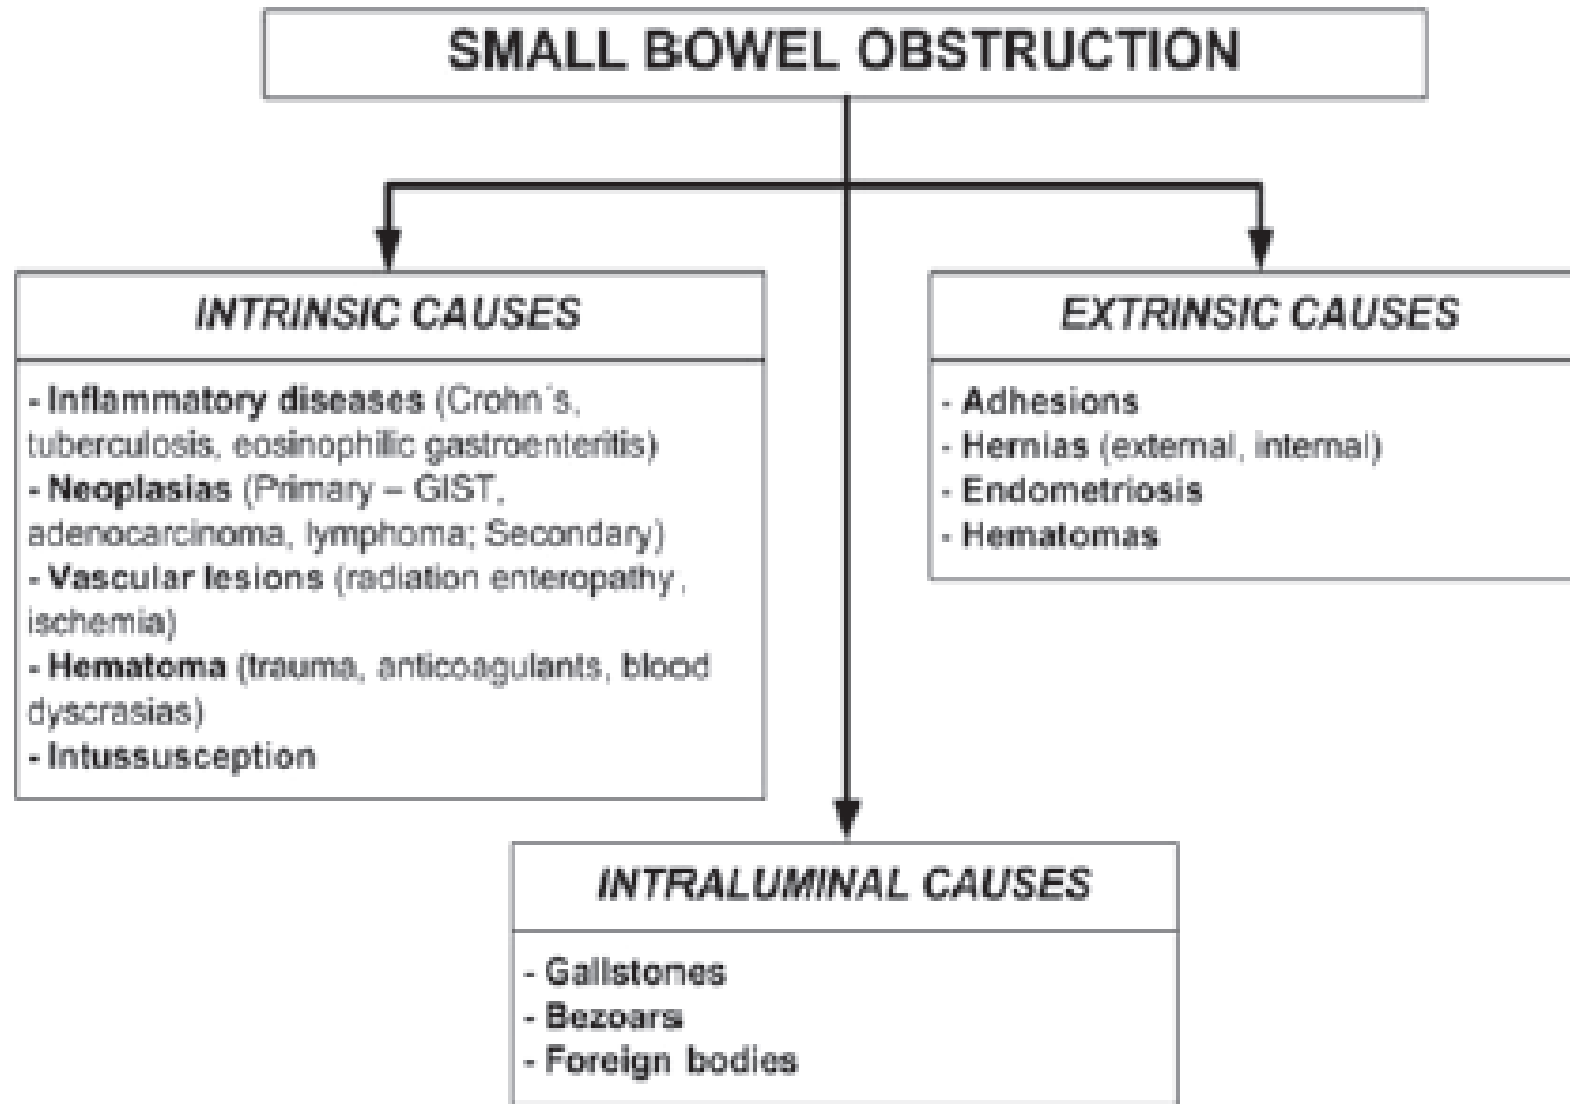 SMALL BOWEL OBSTRUCTION
INTRINSIC CAUSES
- Inflammatory diseases (Crohn´s,
tuberculosis, eosinophilic gastroenteritis)
- Neoplasias (Primary – GIST,
adenocarcinoma, lymphoma; Secondary)
- Vascular lesions (radiation enteropathy,
ischemia)
- Hematoma (trauma, anticoagulants, blood
dyscrasias)
- Intussusception
EXTRINSIC CAUSES
- Adhesions
- Hernias (external, internal)
- Endometriosis
- Hematomas
INTRALUMINAL CAUSES
- Gallstones
- Bezoars
- Foreign bodies